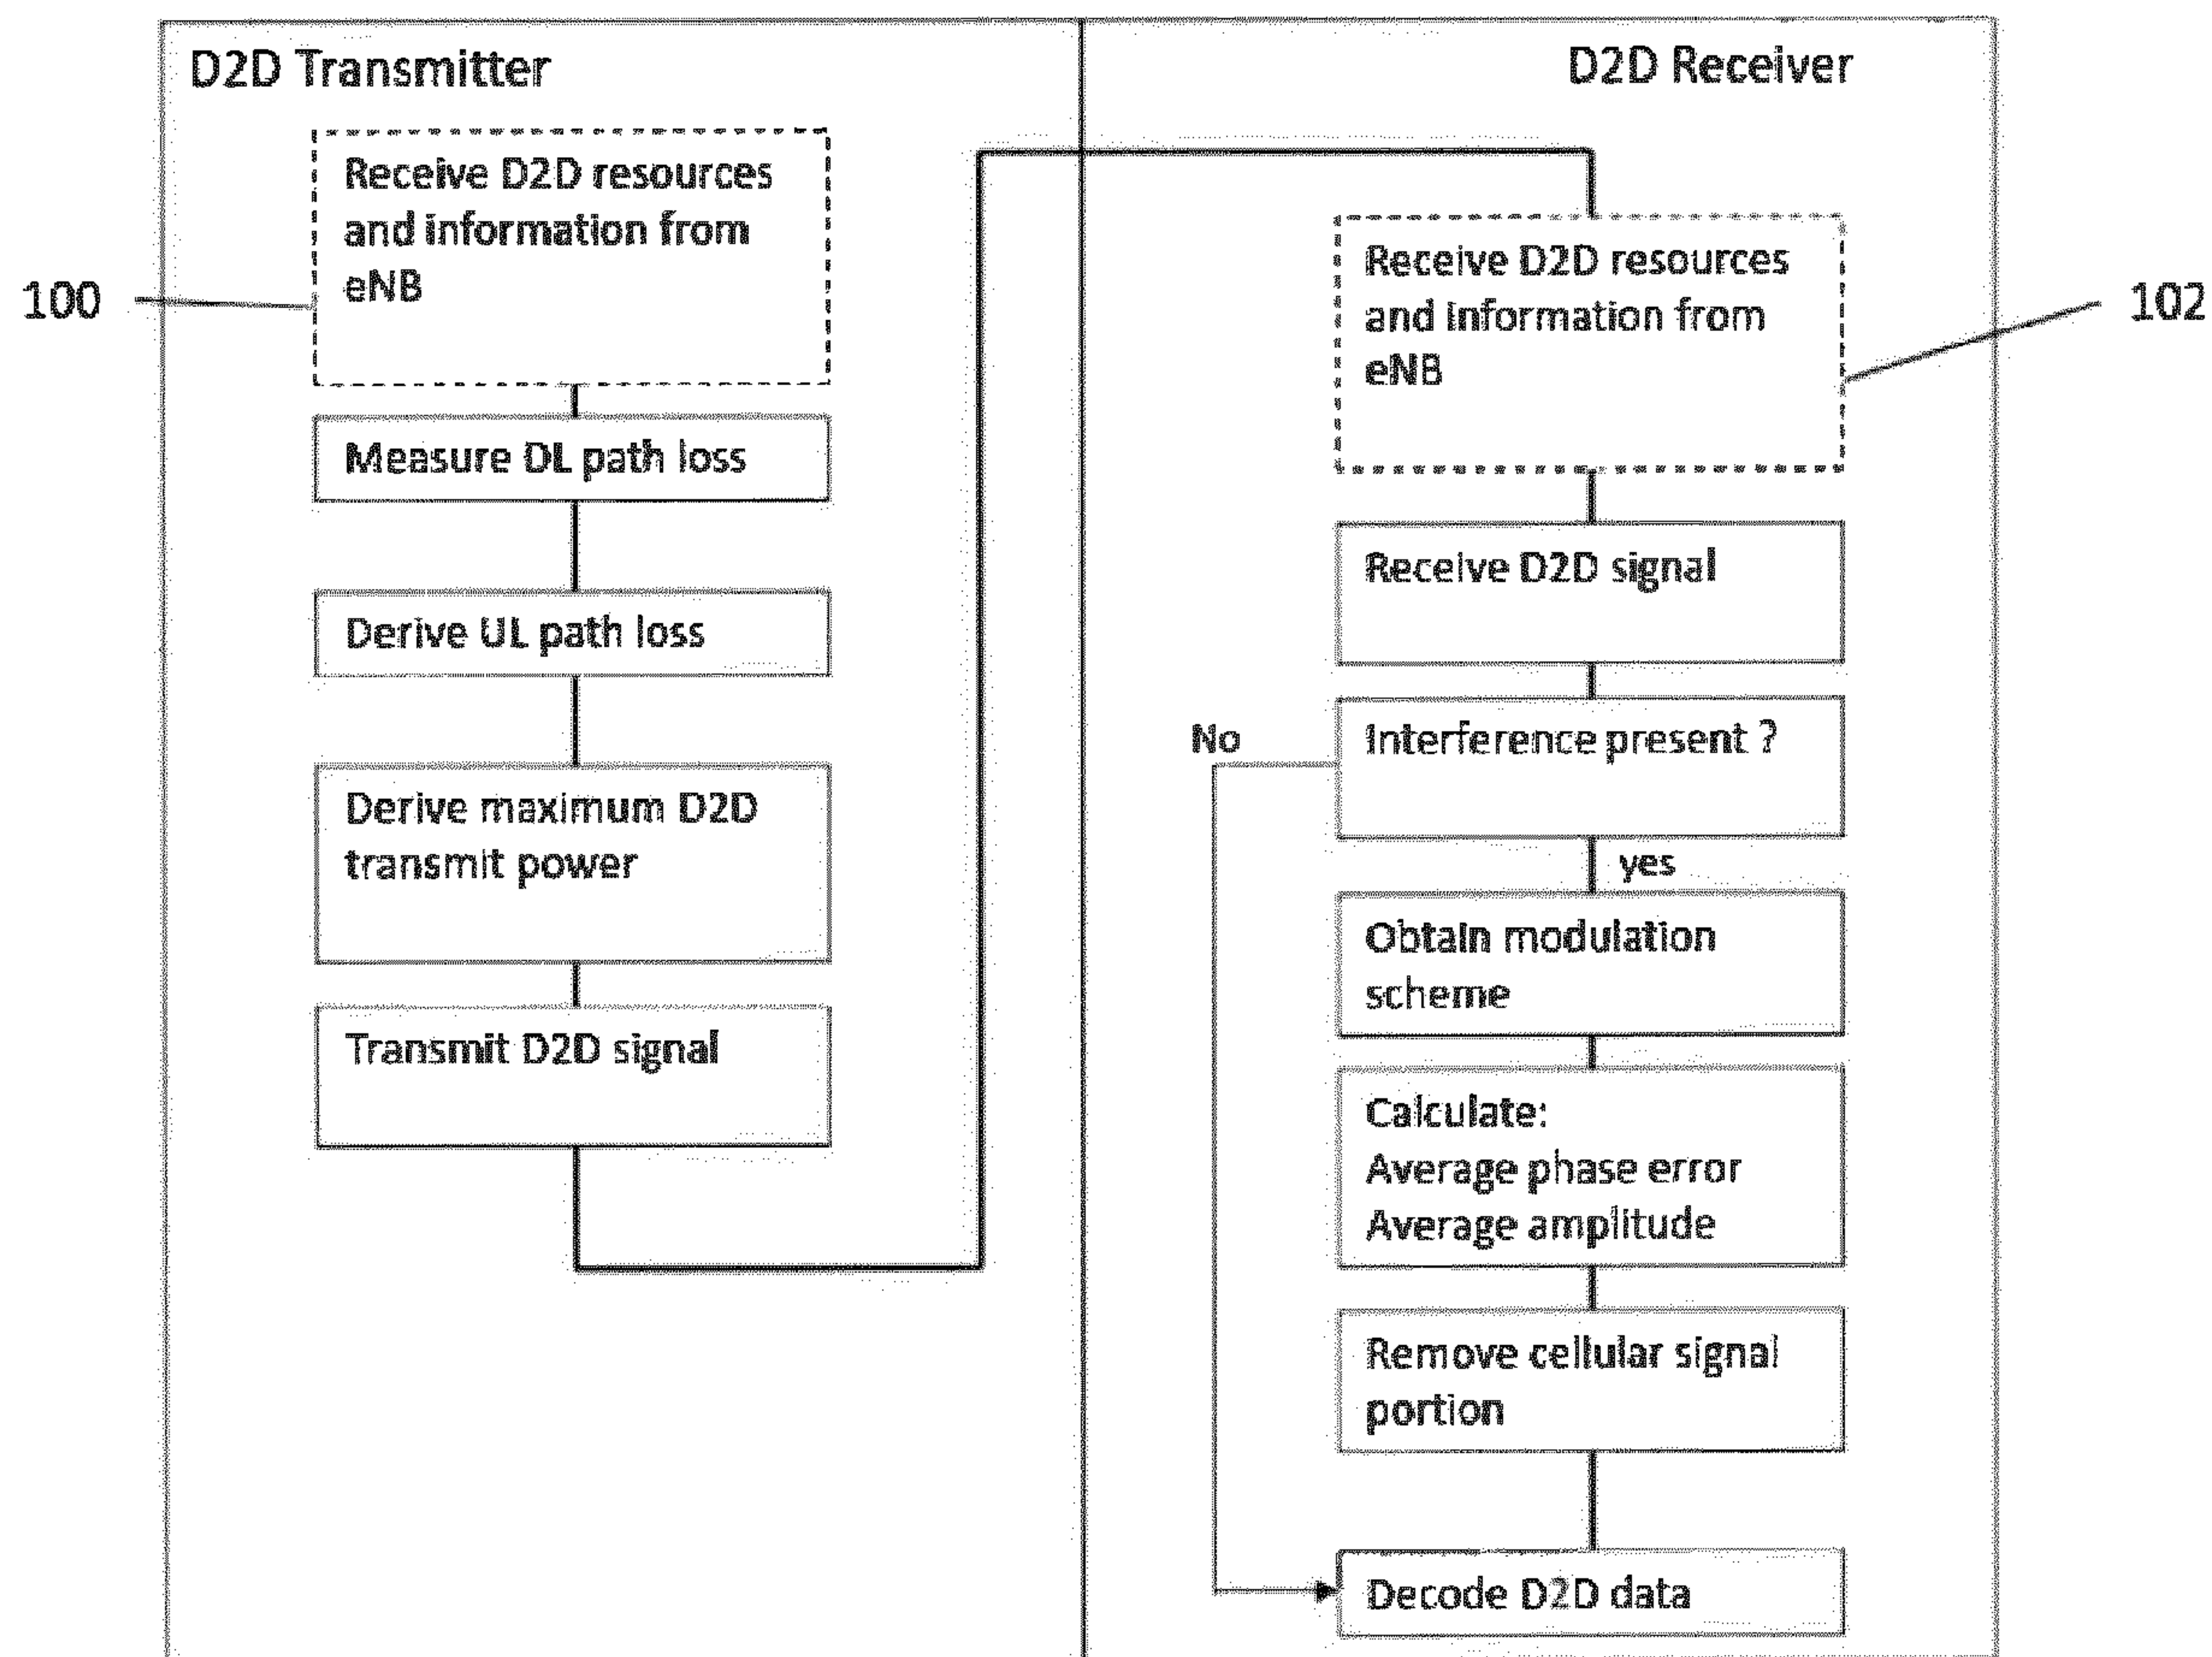 D2D Transmitter
Receive D2D resources
and information from
eNB
100
Measure DL path loss
Derive UL path loss
Derive maximum D2D
transmit power
Transmit D2D signal
D2D Receiver
Receive D2D resources
and information from
eNB
102
Receive D2D signal
Interference present ?
No
yes
Obtain modulation
scheme
Calculate:
Average phase error
Average amplitude
Remove cellular signal
portion
Decode D2D data